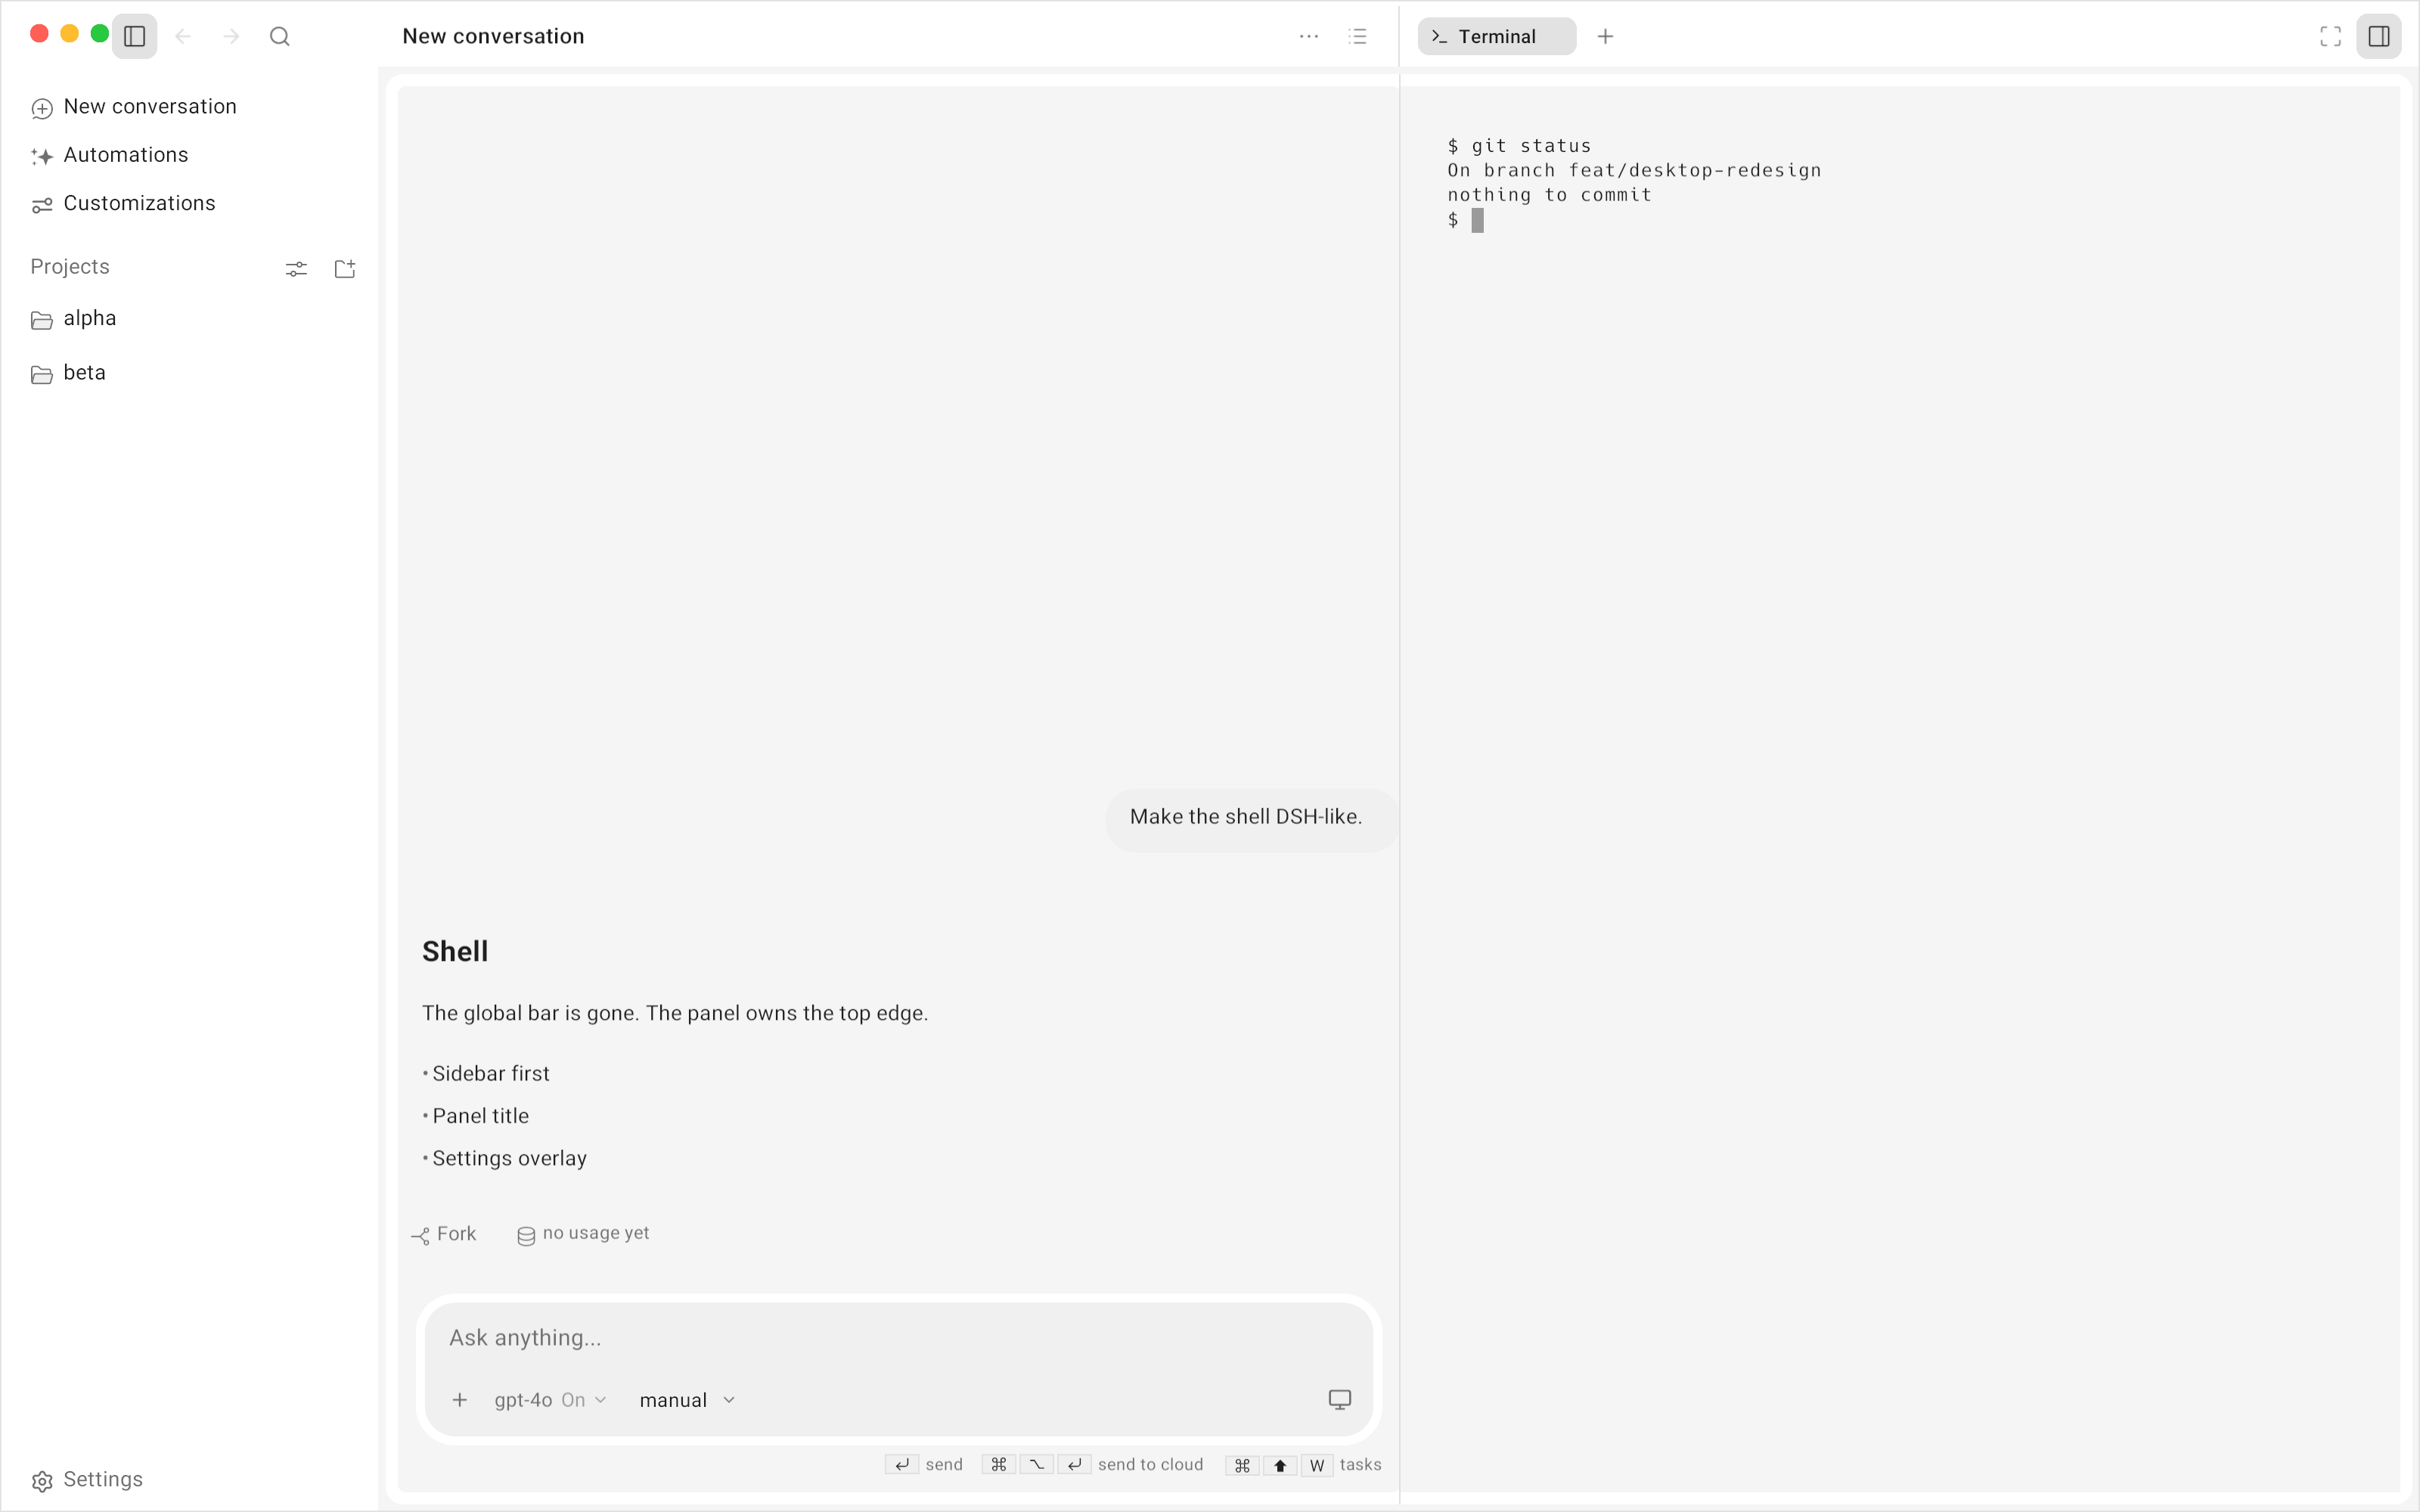 New conversation
Terminal
New conversation
Automations
Customizations
Projects
alpha
beta
Settings
Make the shell DSH-like.
Shell
The global bar is gone. The panel owns the top edge.
• Sidebar first
• Panel title
• Settings overlay
Fork no usage yet
Ask anything...
gpt-4o On manual
send ⌘ ⌥ send to cloud ⌘ W tasks
$ git status
On branch feat/desktop-redesign
nothing to commit
$